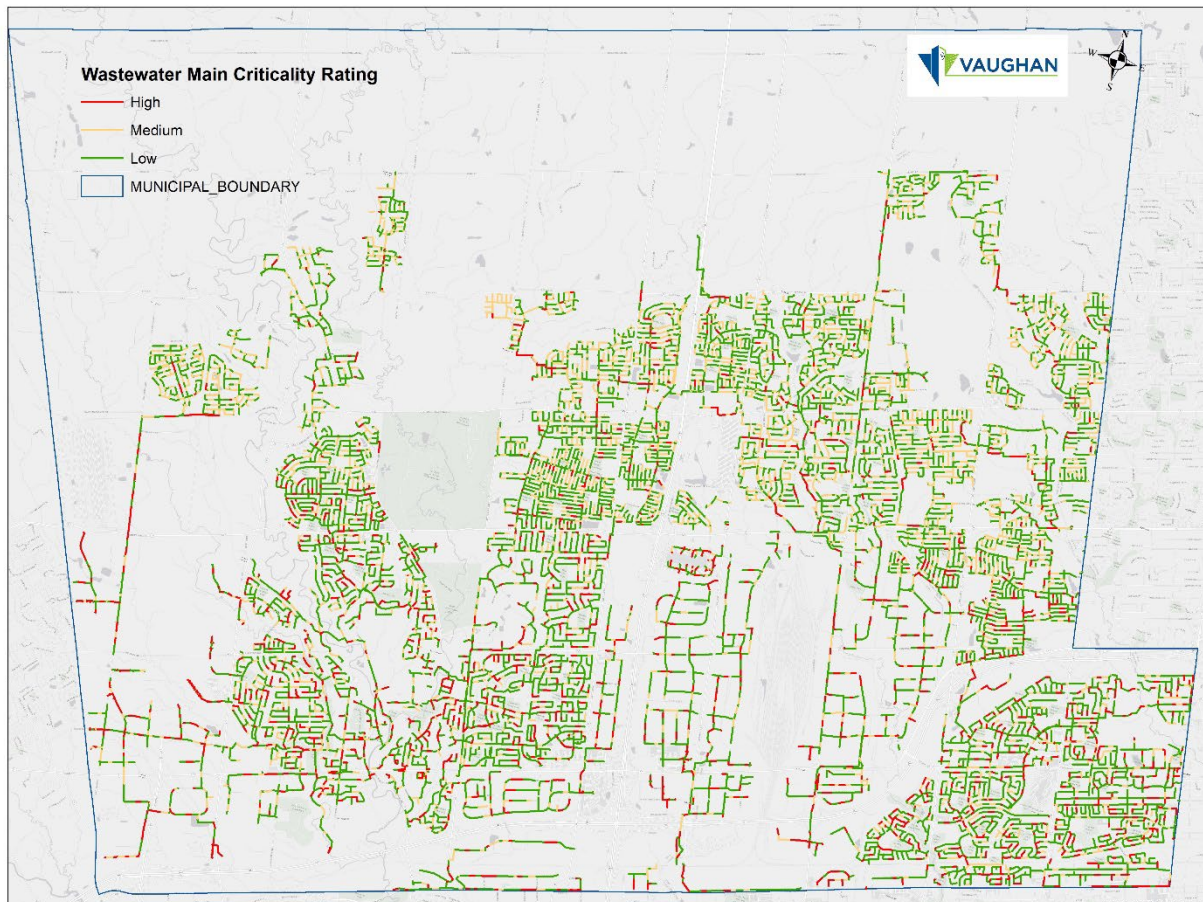 Wastewater Main Criticality Rating
High
Medium
Low
MUNICIPAL_BOUNDARY
VAUGHAN
N
W
E
S